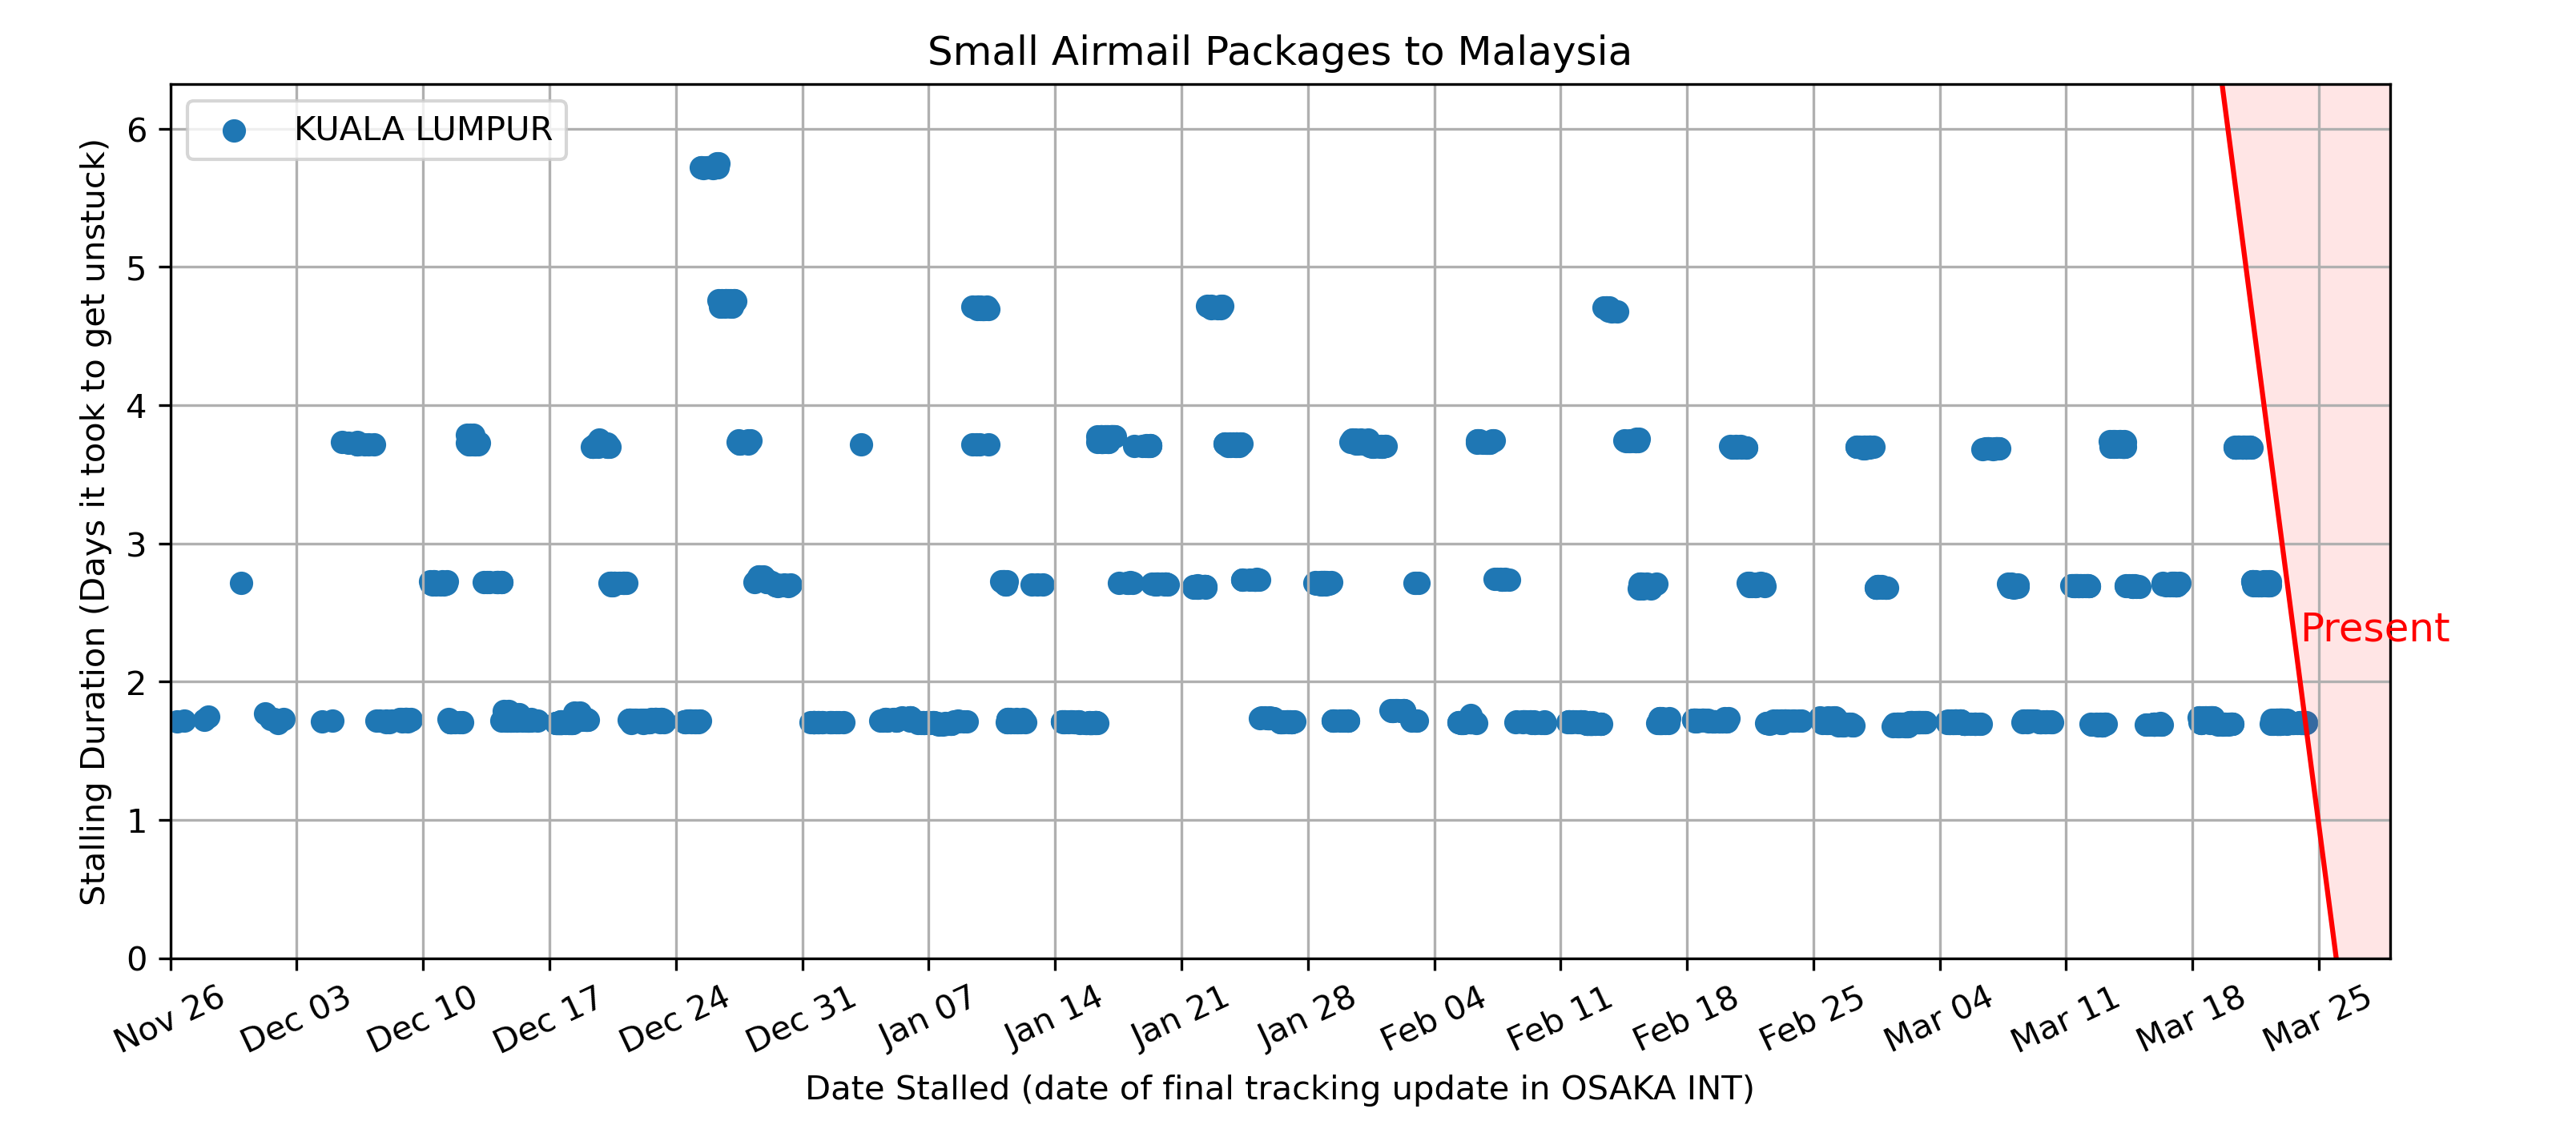 Small Airmail Packages to Malaysia
KUALA LUMPUR
Stalling Duration (Days it took to get unstuck)
6
5
4
3
2
1
0
Present
Nov 26
Dec 03
Dec 10
Dec 17
Dec 24
Dec 31
Jan 07
Jan 14
Jan 21
Jan 28
Feb 04
Feb 11
Feb 18
Feb 25
Mar 04
Mar 11
Mar 18
Mar 25
Date Stalled (date of final tracking update in OSAKA INT)